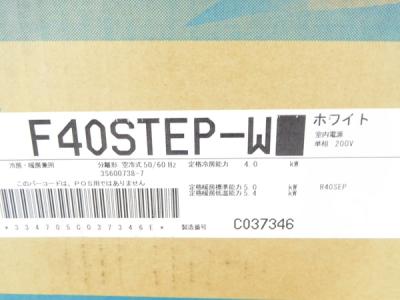 F40STEP-W■ ホワイト
室内電源
単相 200V
冷房・暖房兼用 分離形 空冷式 50/60 Hz 定格冷房能力 4.0 kW
3S600738-7
このバーコードは、POS用ではありません
定格暖房標準能力 5.0 kW R40SEP
定格暖房低温能力 5.4 kW
*334705C037346E*
製造番号 C037346